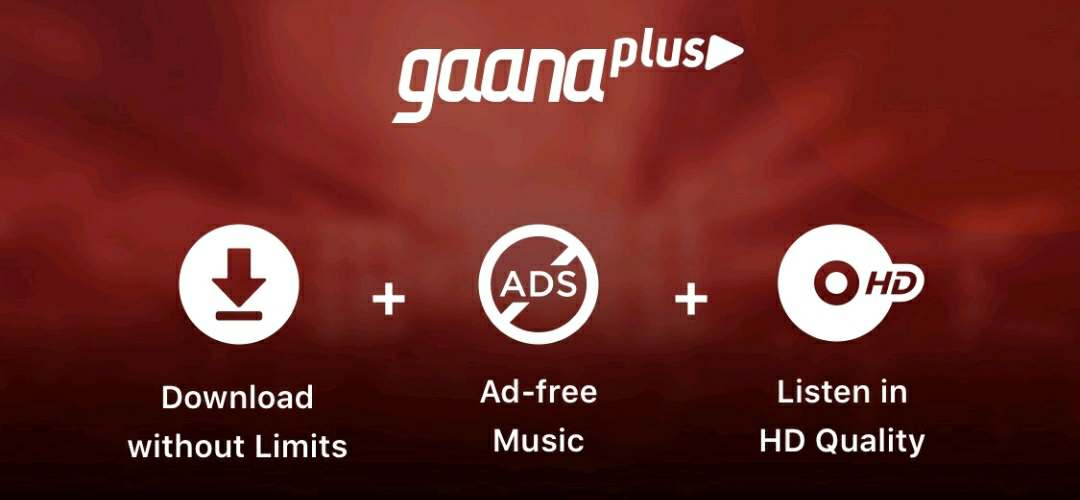 gaana plus
+
ADS
+
HD
Download
without Limits
Ad-free
Music
Listen in
HD Quality